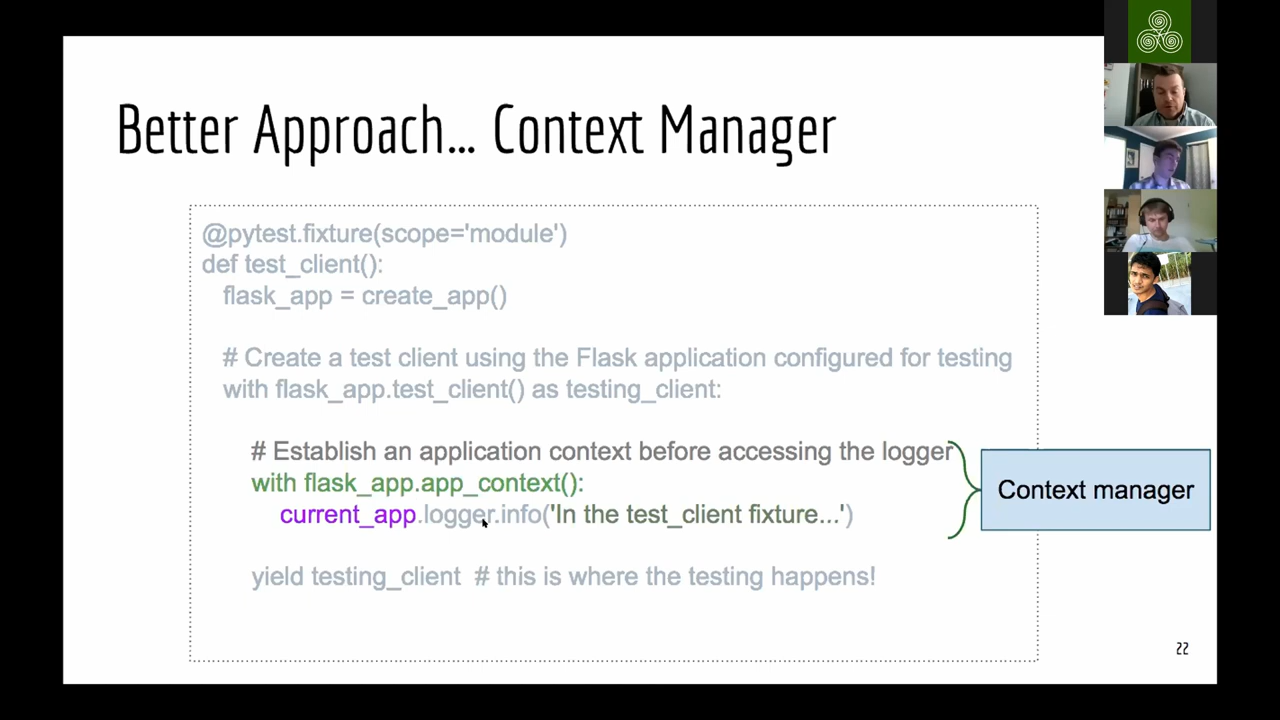 Better Approach... Context Manager
@pytest.fixture(scope='module')
def test_client():
flask_app = create_app()
# Create a test client using the Flask application configured for testing
with flask_app.test_client() as testing_client:
# Establish an application context before accessing the logger
with flask_app.app_context():
current_app.logger.info('In the test_client fixture...')
yield testing_client # this is where the testing happens!
Context manager
22